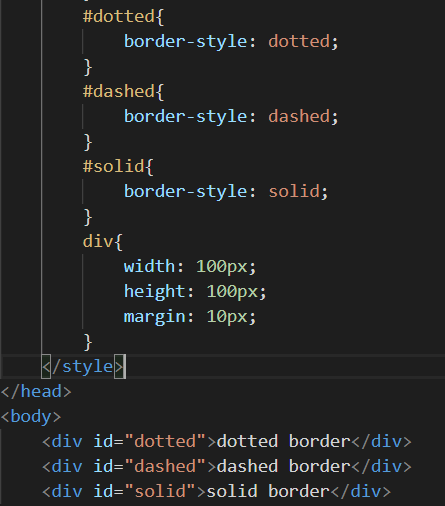 #dotted{
border-style: dotted;
}
#dashed{
border-style: dashed;
}
#solid{
border-style: solid;
}
div{
width: 100px;
height: 100px;
margin: 10px;
}
</style>
</head>
<body>
<div id="dotted">dotted border</div>
<div id="dashed">dashed border</div>
<div id="solid">solid border</div>